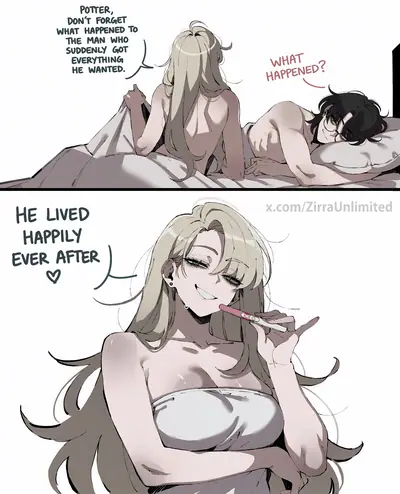 POTTER,
DON'T FORGET
WHAT HAPPENED TO
THE MAN WHO
SUDDENLY GOT
EVERYTHING
HE WANTED.
WHAT
HAPPENED?
x.com/ZirraUnlimited
HE LIVED
HAPPILY
EVER AFTER
♡